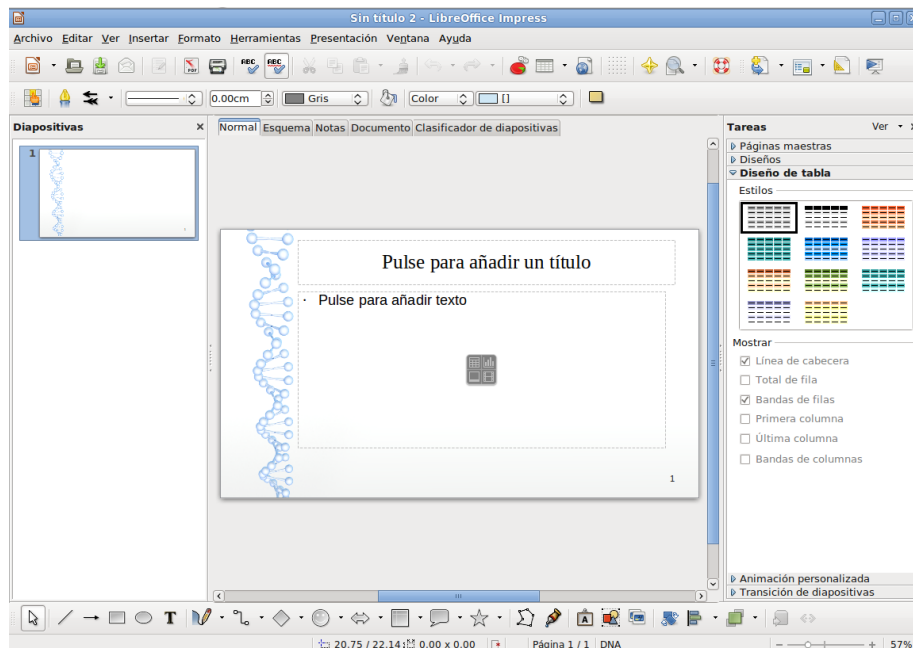 Sin título 2 - LibreOffice Impress
Archivo Editar Ver Insertar Formato Herramientas Presentación Ventana Ayuda
PDF ABC ABC
0.00cm Gris Color []
Diapositivas
Normal Esquema Notas Documento Clasificador de diapositivas
Tareas Ver
1
Páginas maestras
Diseños
Diseño de tabla
Estilos
Pulse para añadir un título
· Pulse para añadir texto
Mostrar
Línea de cabecera
Total de fila
Bandas de filas
Primera columna
Última columna
Bandas de columnas
1
Animación personalizada
Transición de diapositivas
T A
20.75 / 22.14 0.00 x 0.00 Página 1 / 1 DNA 57%